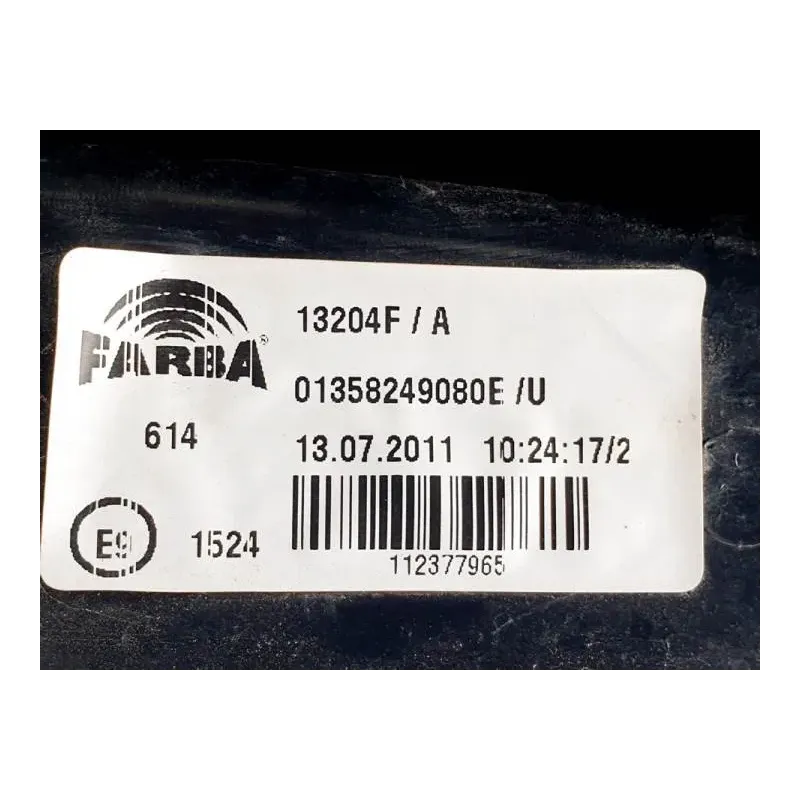 FARBA®
614
E9
1524
13204F / A
01358249080E /U
13.07.2011 10:24:17/2
112377965